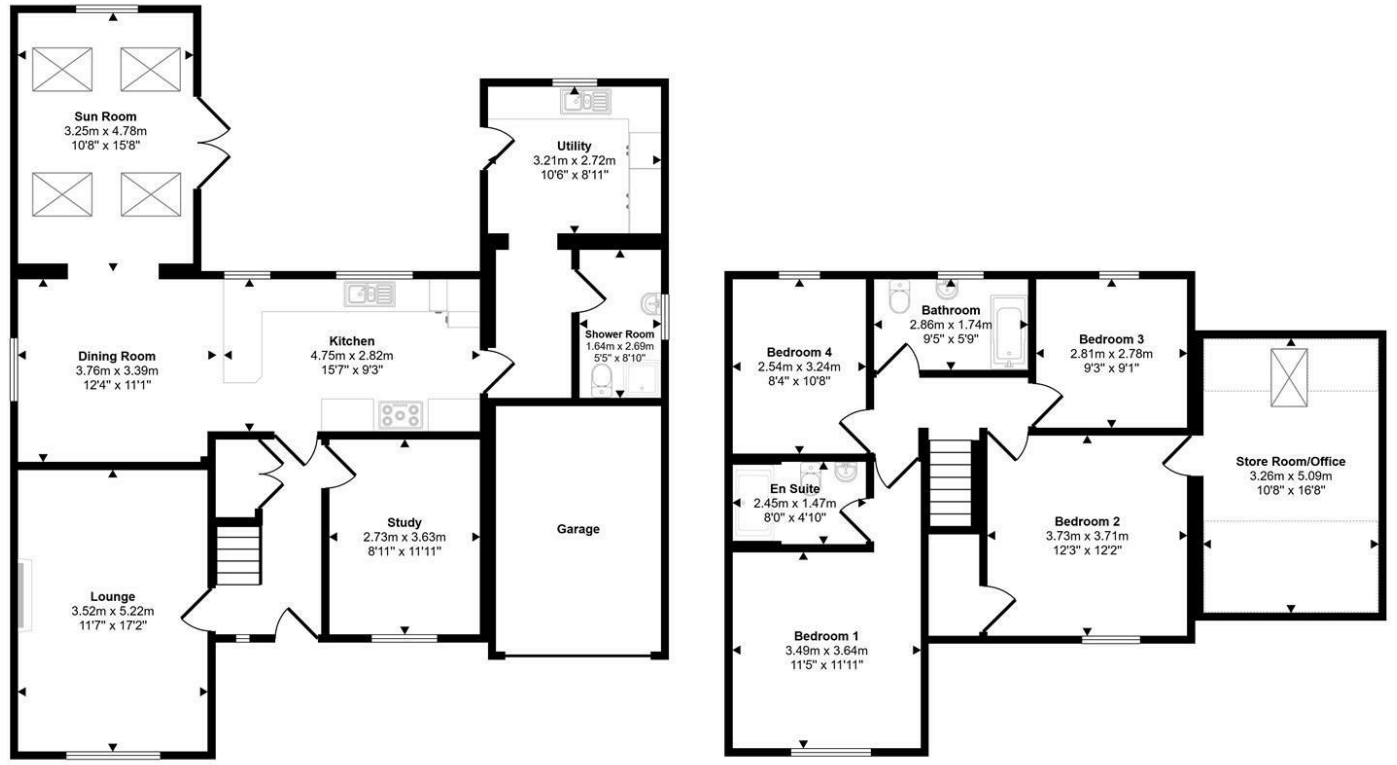 Sun Room
3.25m x 4.78m
10'8" x 15'8"
Utility
3.21m x 2.72m
10'6" x 8'11"
Dining Room
3.76m x 3.39m
12'4" x 11'1"
Kitchen
4.75m x 2.82m
15'7" x 9'3"
Shower Room
1.64m x 2.69m
5'5" x 8'10"
Lounge
3.52m x 5.22m
11'7" x 17'2"
Study
2.73m x 3.63m
8'11" x 11'11"
Garage
Bedroom 4
2.54m x 3.24m
8'4" x 10'8"
Bathroom
2.86m x 1.74m
9'5" x 5'9"
Bedroom 3
2.81m x 2.78m
9'3" x 9'1"
En Suite
2.45m x 1.47m
8'0" x 4'10"
Bedroom 2
3.73m x 3.71m
12'3" x 12'2"
Store Room/Office
3.26m x 5.09m
10'8" x 16'8"
Bedroom 1
3.49m x 3.64m
11'5" x 11'11"